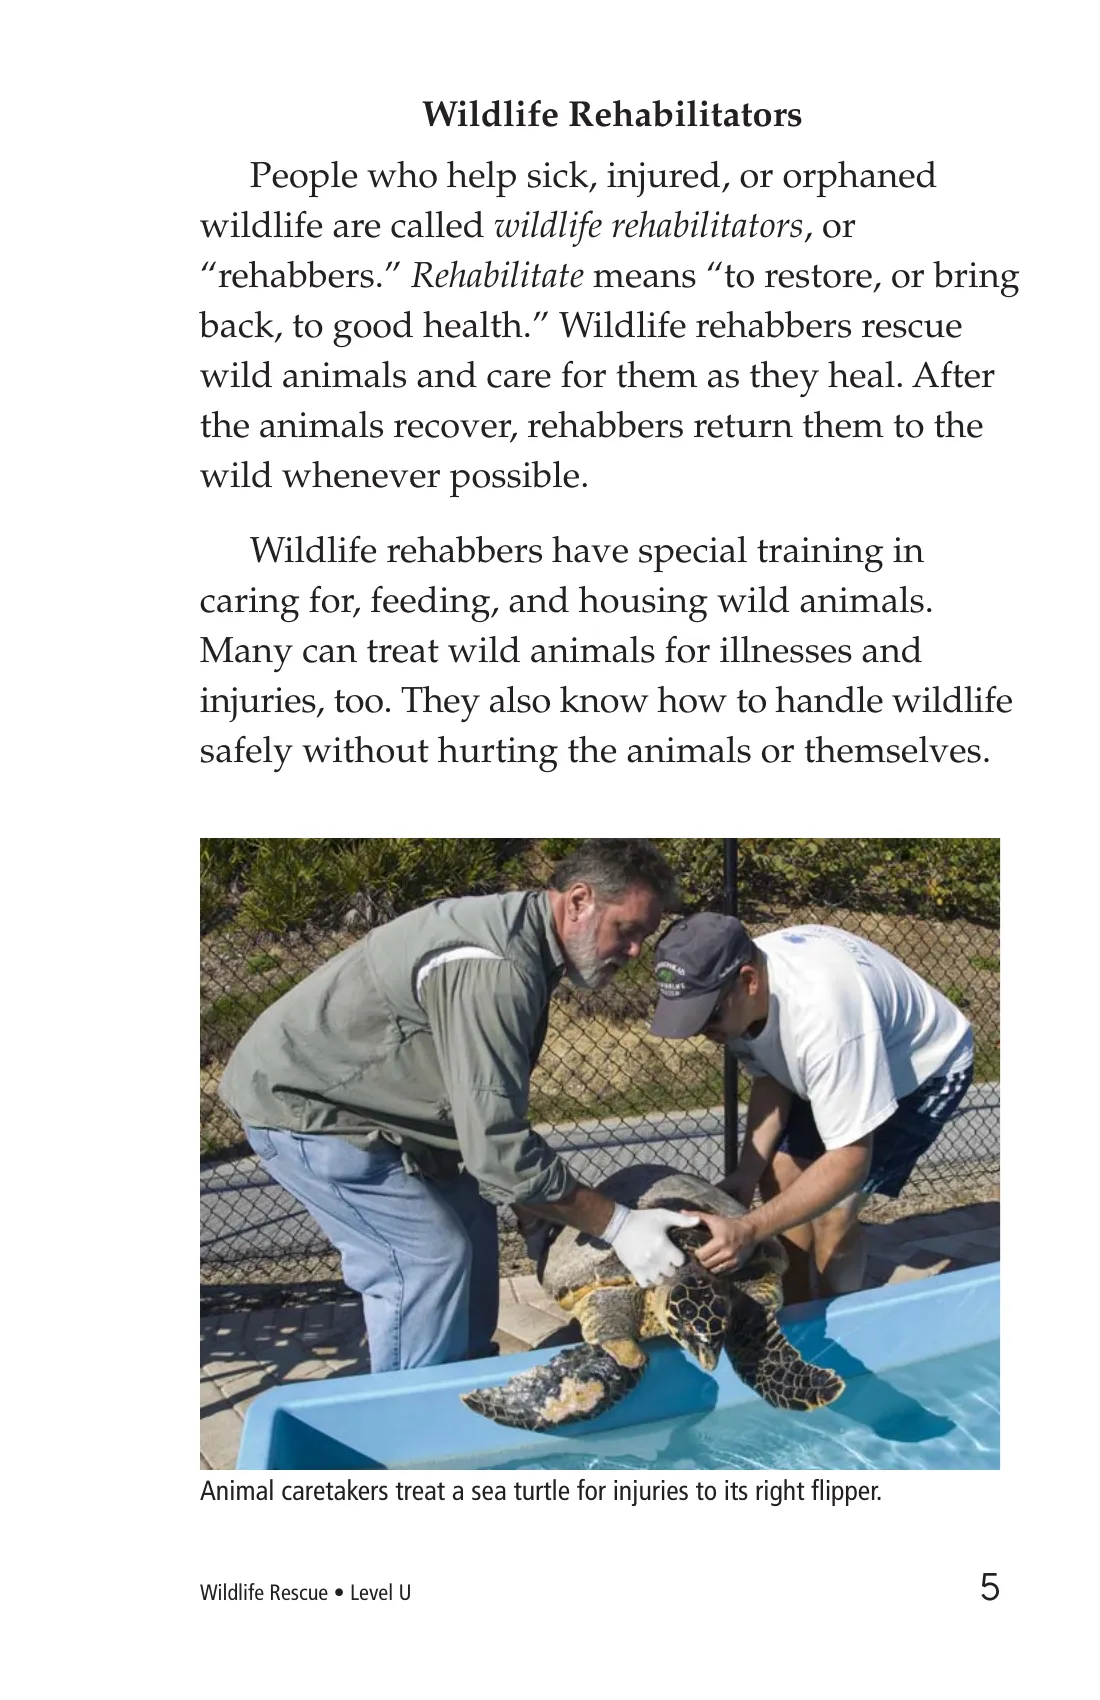 Wildlife Rehabilitators
People who help sick, injured, or orphaned
wildlife are called wildlife rehabilitators, or
“rehabbers.” Rehabilitate means “to restore, or bring
back, to good health.” Wildlife rehabbers rescue
wild animals and care for them as they heal. After
the animals recover, rehabbers return them to the
wild whenever possible.
Wildlife rehabbers have special training in
caring for, feeding, and housing wild animals.
Many can treat wild animals for illnesses and
injuries, too. They also know how to handle wildlife
safely without hurting the animals or themselves.
Animal caretakers treat a sea turtle for injuries to its right flipper.
Wildlife Rescue • Level U
5